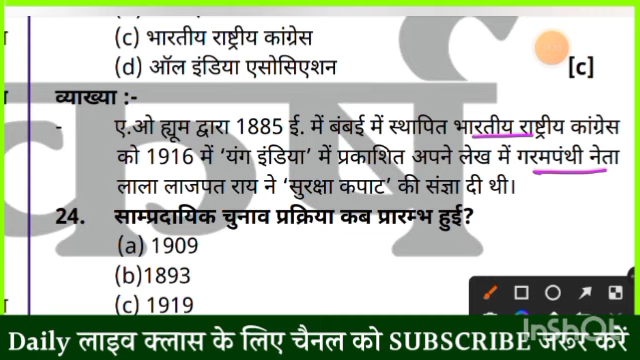 (c) भारतीय राष्ट्रीय कांग्रेस
(d) ऑल इंडिया एसोसिएशन
[c]
व्याख्या :-
- ए.ओ ह्यूम द्वारा 1885 ई. में बंबई में स्थापित भारतीय राष्ट्रीय कांग्रेस
को 1916 में ‘यंग इंडिया’ में प्रकाशित अपने लेख में गरमपंथी नेता
लाला लाजपत राय ने ‘सुरक्षा कपाट’ की संज्ञा दी थी।
24. साम्प्रदायिक चुनाव प्रक्रिया कब प्रारम्भ हुई?
(a) 1909
(b)1893
(c) 1919
InShOt
Daily लाइव क्लास के लिए चैनल को SUBSCRIBE जरूर करें